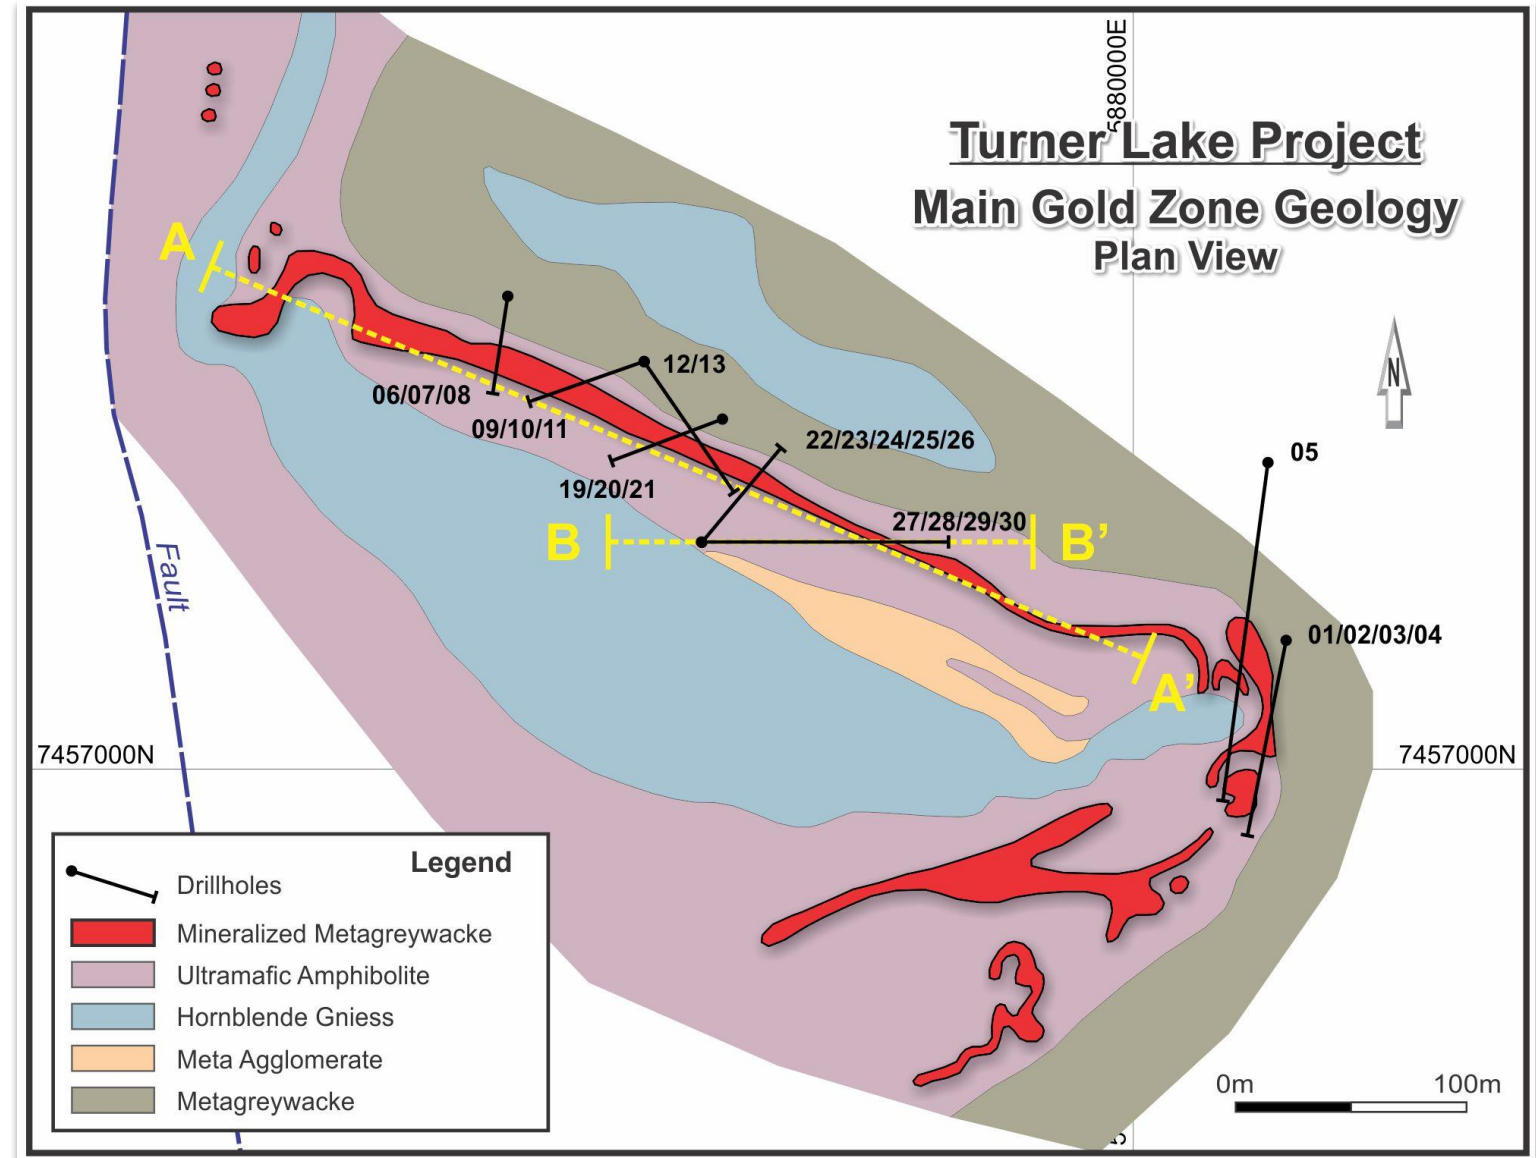 588000E
Turner Lake Project
Main Gold Zone Geology
Plan View
A
N
12/13
06/07/08
09/10/11
22/23/24/25/26
05
19/20/21
27/28/29/30
B
B’
Fault
01/02/03/04
A’
7457000N
7457000N
Legend
Drillholes
Mineralized Metagreywacke
Ultramafic Amphibolite
Hornblende Gniess
Meta Agglomerate
Metagreywacke
0m
100m